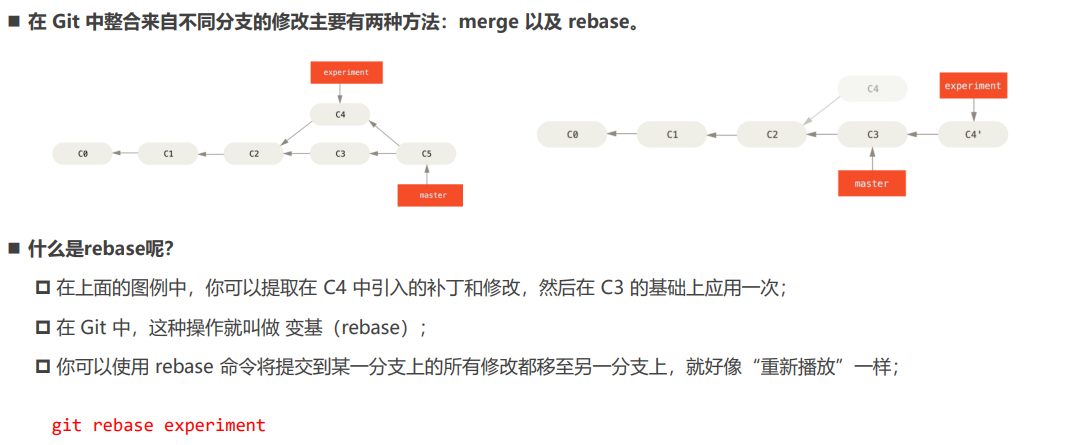 ■ 在 Git 中整合来自不同分支的修改主要有两种方法：merge 以及 rebase。
experiment
C4
C0 C1 C2 C3 C5
master
C4
experiment
C0 C1 C2 C3 C4'
master
■ 什么是rebase呢？
在上面的图例中，你可以提取在 C4 中引入的补丁和修改，然后在 C3 的基础上应用一次；
在 Git 中，这种操作就叫做 变基（rebase）；
你可以使用 rebase 命令将提交到某一分支上的所有修改都移至另一分支上，就好像“重新播放”一样；
git rebase experiment